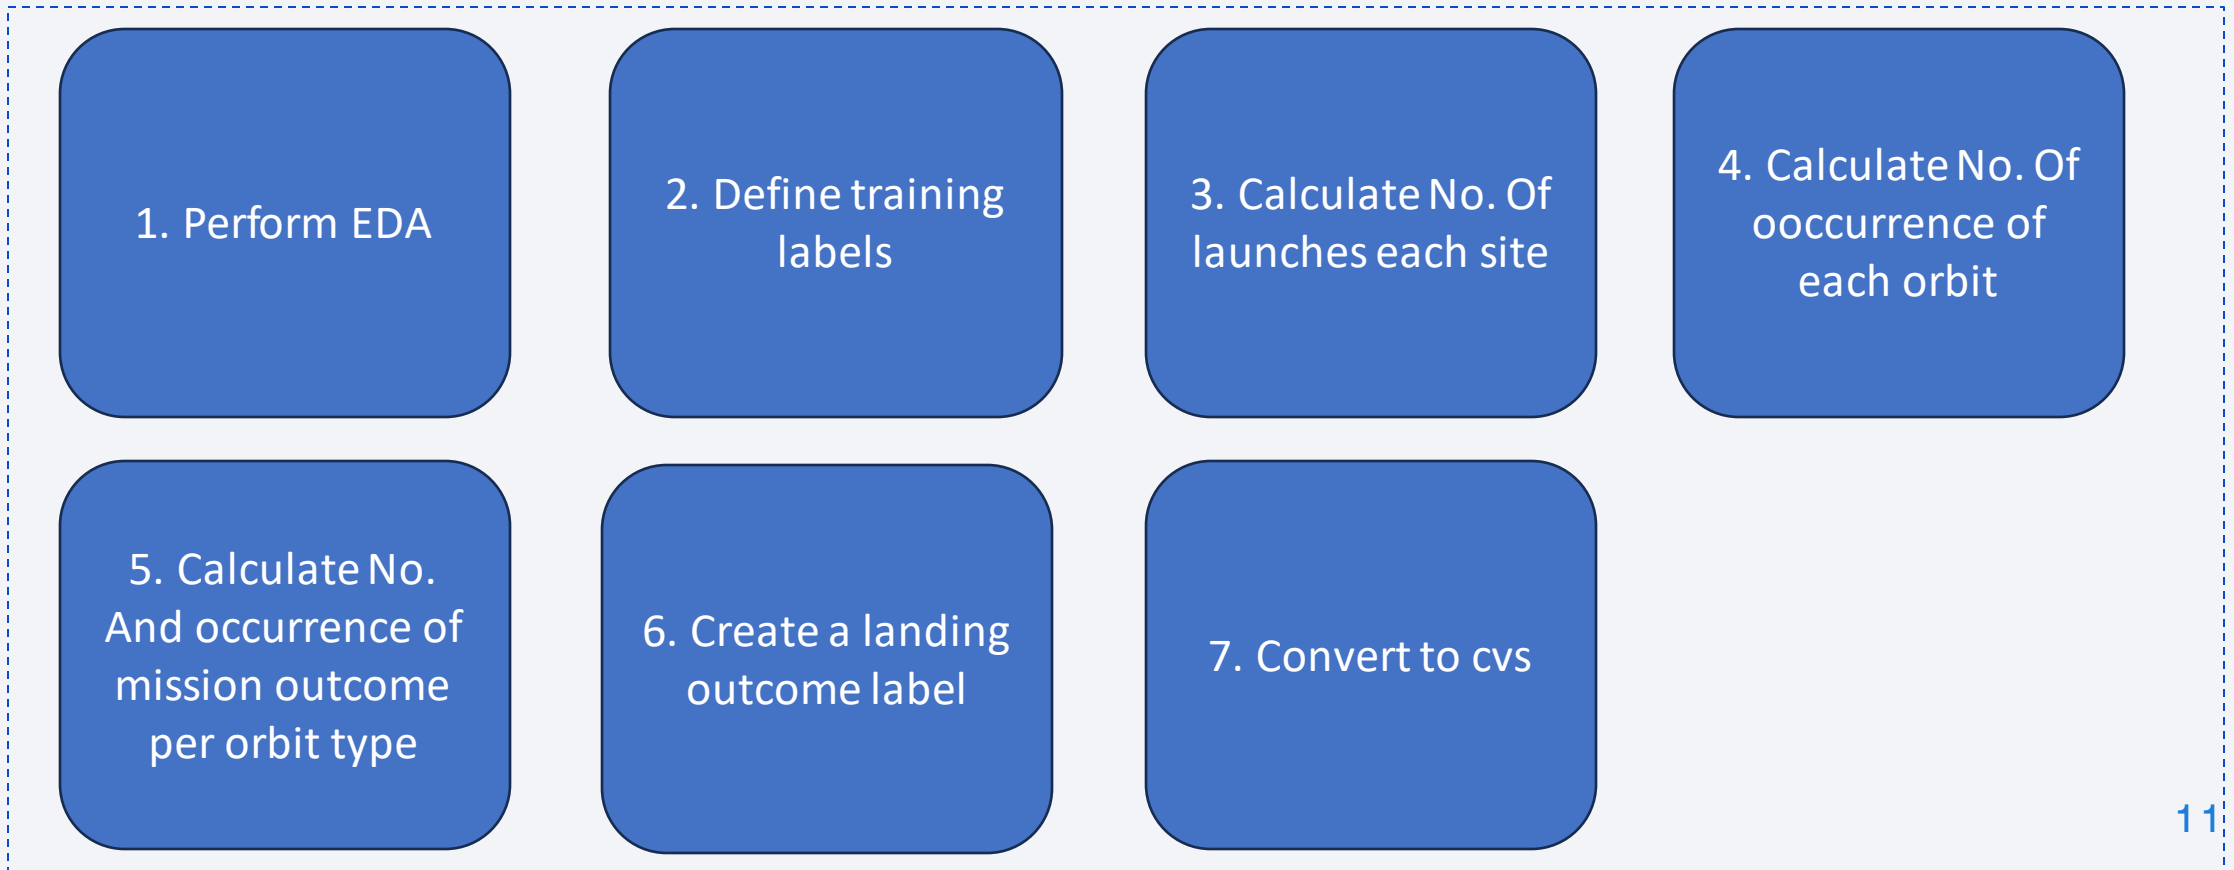 1. Perform EDA
2. Define training
labels
3. Calculate No. Of
launches each site
4. Calculate No. Of
ooccurrence of
each orbit
5. Calculate No.
And occurrence of
mission outcome
per orbit type
6. Create a landing
outcome label
7. Convert to cvs
11